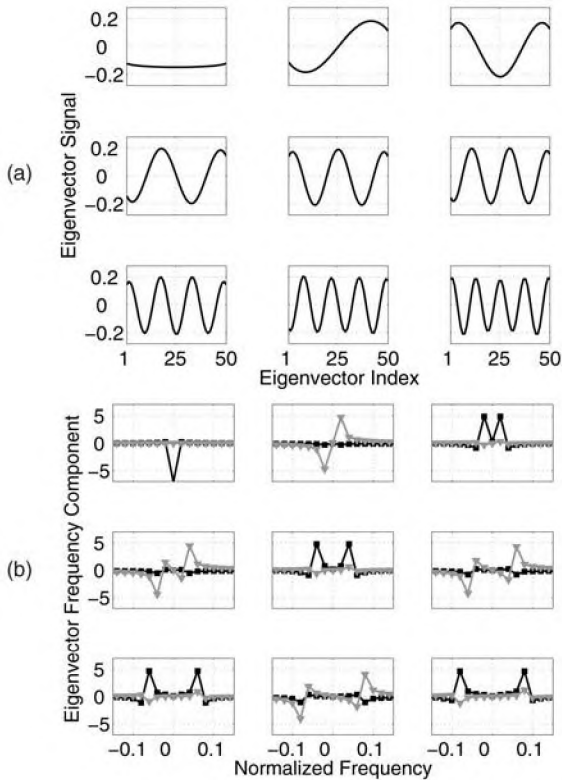 0.2
0
−0.2
0.2
0
−0.2
0.2
0
−0.2
(a)
Eigenvector Signal
1 25 50 1 25 50 1 25 50
Eigenvector Index
5
0
−5
5
0
−5
5
0
−5
(b)
Eigenvector Frequency Component
−0.1 0 0.1 −0.1 0 0.1 −0.1 0 0.1
Normalized Frequency